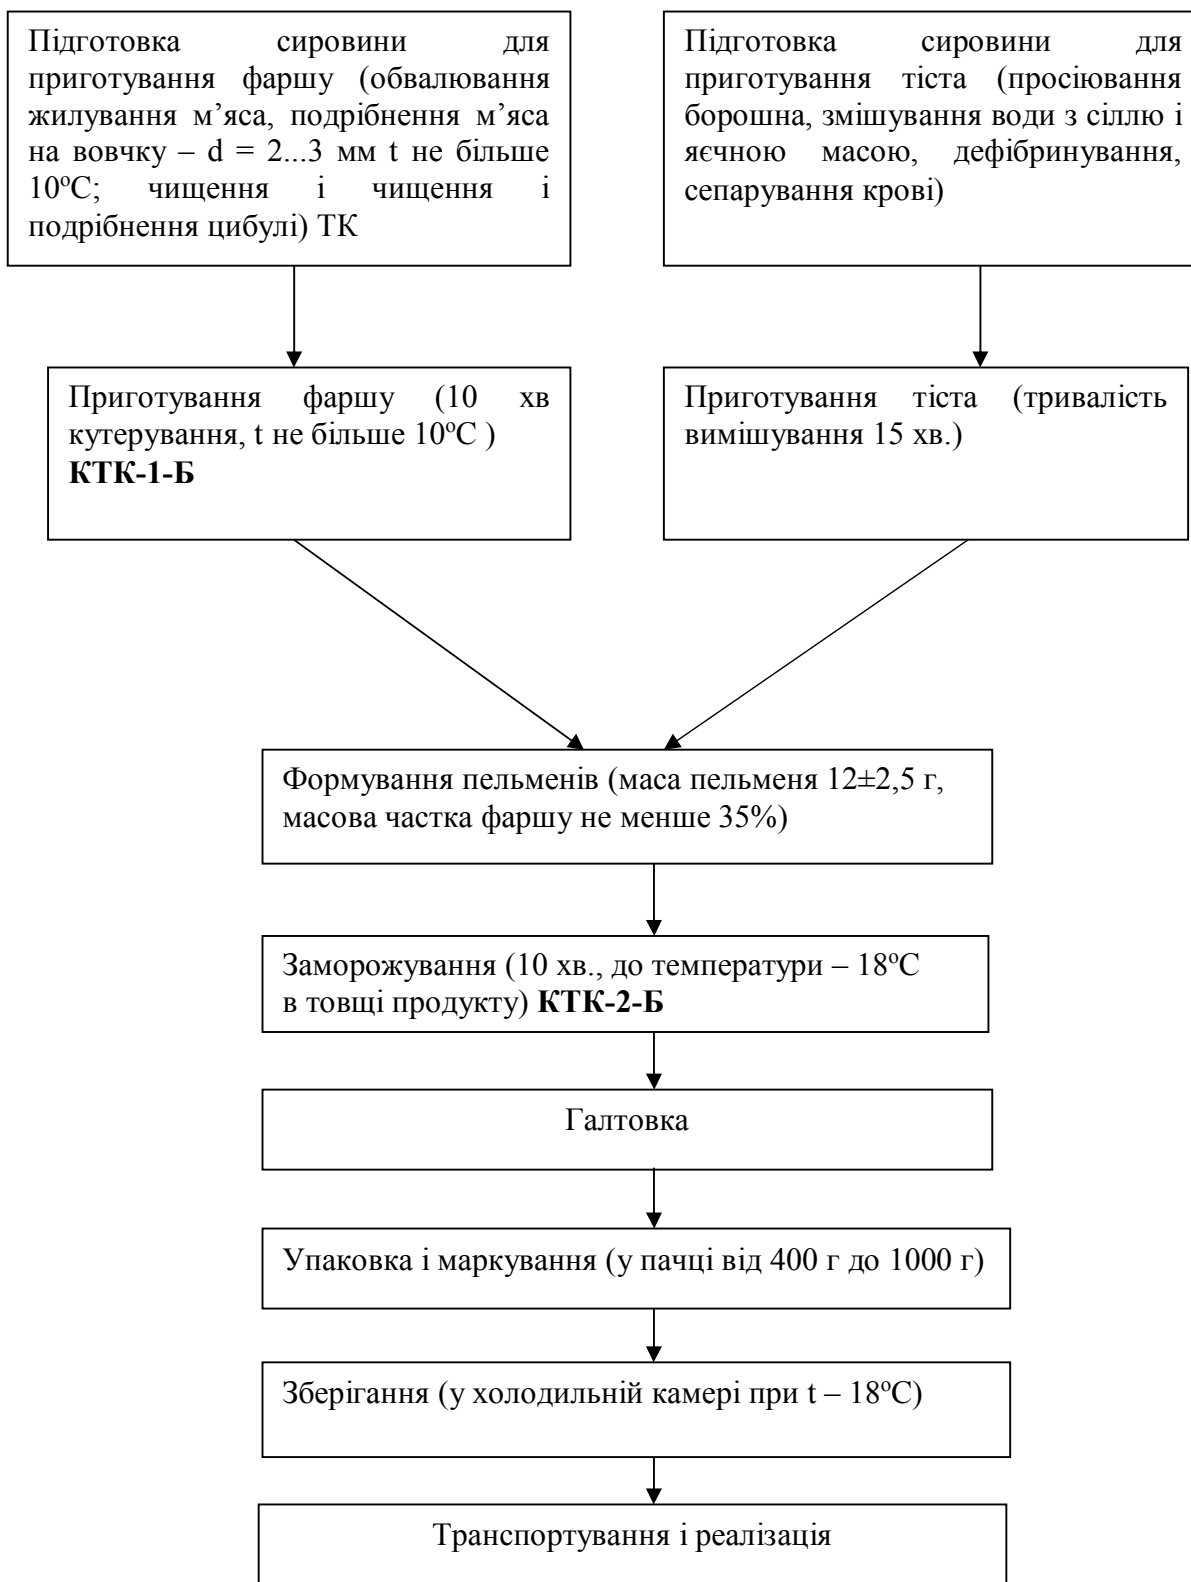 Підготовка сировини для
приготування фаршу (обвалювання
жилування м’яса, подрібнення м’яса
на вовчку – d = 2...3 мм t не більше
10ºС; чищення і чищення і
подрібнення цибулі) ТК
Підготовка сировини для
приготування тіста (просіювання
борошна, змішування води з сіллю і
яєчною масою, дефібринування,
сепарування крові)
Приготування фаршу (10 хв
кутерування, t не більше 10ºС )
КТК-1-Б
Приготування тіста (тривалість
вимішування 15 хв.)
Формування пельменів (маса пельменя 12±2,5 г,
масова частка фаршу не менше 35%)
Заморожування (10 хв., до температури – 18ºС
в товщі продукту) КТК-2-Б
Галтовка
Упаковка і маркування (у пачці від 400 г до 1000 г)
Зберігання (у холодильній камері при t – 18ºС)
Транспортування і реалізація